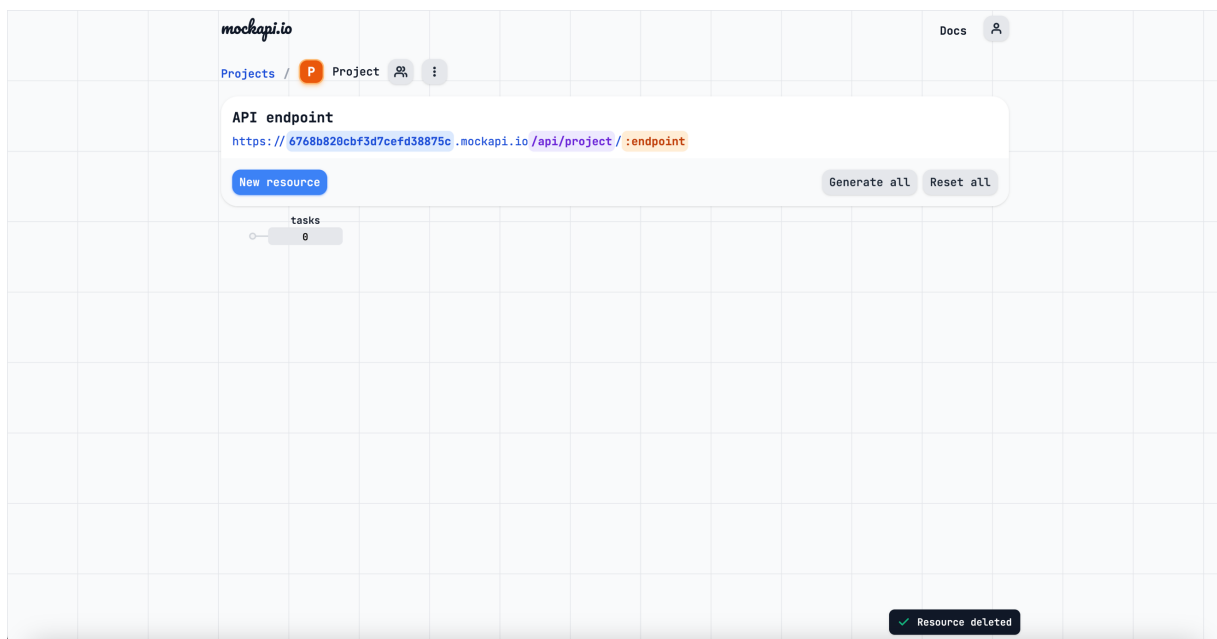 mockapi.io
Docs
Projects / P Project
API endpoint
https://6768b820cbf3d7cefd38875c.mockapi.io/api/project/:endpoint
New resource
Generate all
Reset all
tasks
0
Resource deleted